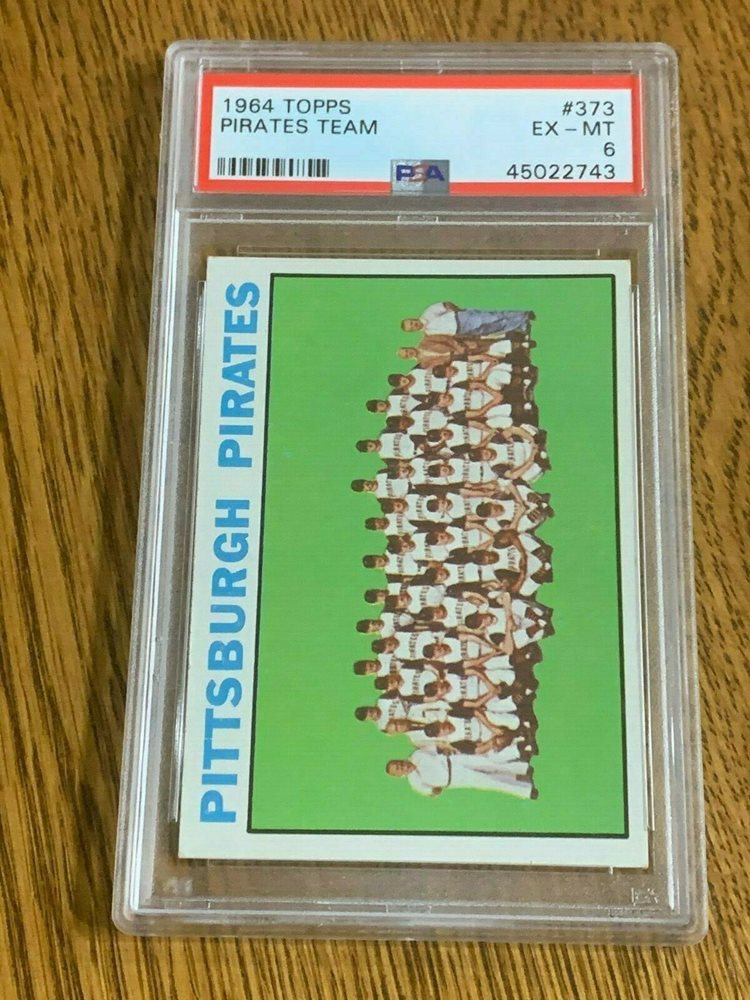 1964 TOPPS #373
PIRATES TEAM EX - MT
6
PSA 45022743
PITTSBURGH PIRATES